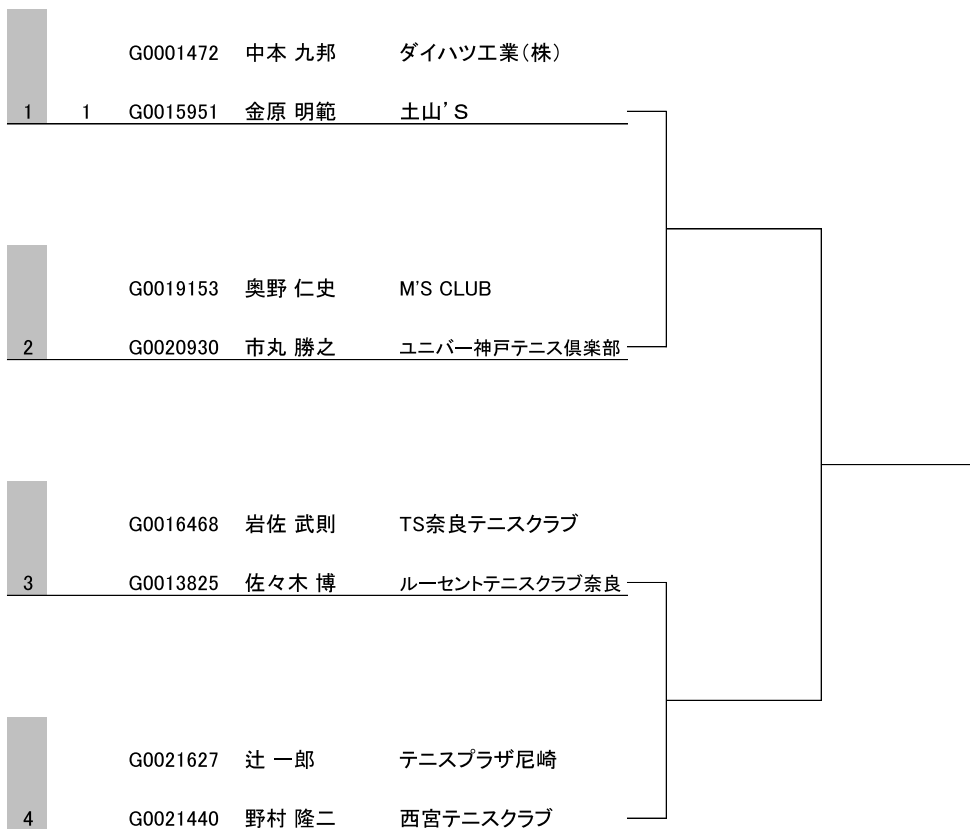 G0001472 中本 九邦 ダイハツ工業(株)
1 1 G0015951 金原 明範 土山'S
G0019153 奥野 仁史 M'S CLUB
2 G0020930 市丸 勝之 ユニバー神戸テニス倶楽部
G0016468 岩佐 武則 TS奈良テニスクラブ
3 G0013825 佐々木 博 ルーセントテニスクラブ奈良
G0021627 辻 一郎 テニスプラザ尼崎
4 G0021440 野村 隆二 西宮テニスクラブ